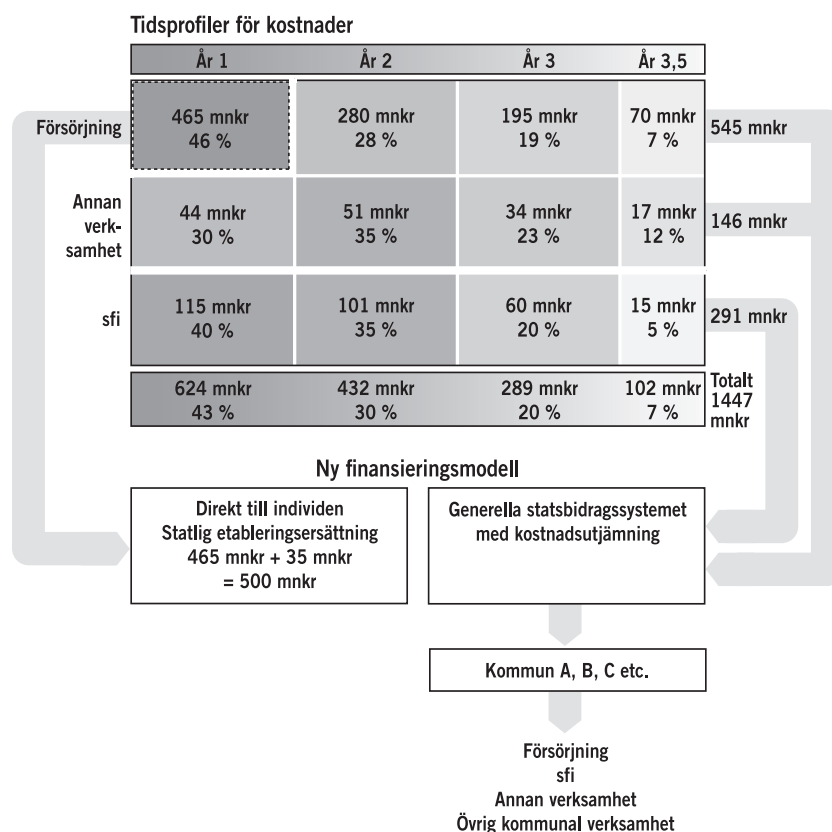 Tidsprofiler för kostnader
År 1 År 2 År 3 År 3,5
Försörjning
465 mnkr 280 mnkr 195 mnkr 70 mnkr
46 % 28 % 19 % 7 %
545 mnkr
Annan
verk-
samhet
44 mnkr 51 mnkr 34 mnkr 17 mnkr
30 % 35 % 23 % 12 %
146 mnkr
sfi
115 mnkr 101 mnkr 60 mnkr 15 mnkr
40 % 35 % 20 % 5 %
291 mnkr
624 mnkr 432 mnkr 289 mnkr 102 mnkr
43 % 30 % 20 % 7 %
Totalt
1447
mnkr
Ny finansieringsmodell
Direkt till individen
Statlig etableringsersättning
465 mnkr + 35 mnkr
= 500 mnkr
Generella statsbidragssystemet
med kostnadsutjämning
Kommun A, B, C etc.
Försörjning
sfi
Annan verksamhet
Övrig kommunal verksamhet